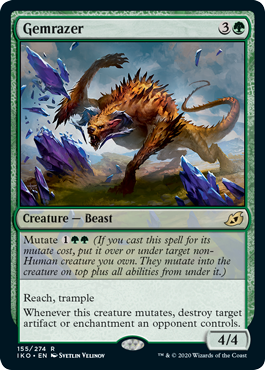 Gemrazer 3
Creature — Beast
Mutate 1 (If you cast this spell for its
mutate cost, put it over or under target non-
Human creature you own. They mutate into the
creature on top plus all abilities from under it.)
Reach, trample
Whenever this creature mutates, destroy target
artifact or enchantment an opponent controls.
4/4
155/274 R
IKO • EN Svetlin Velinov ™ & © 2020 Wizards of the Coast